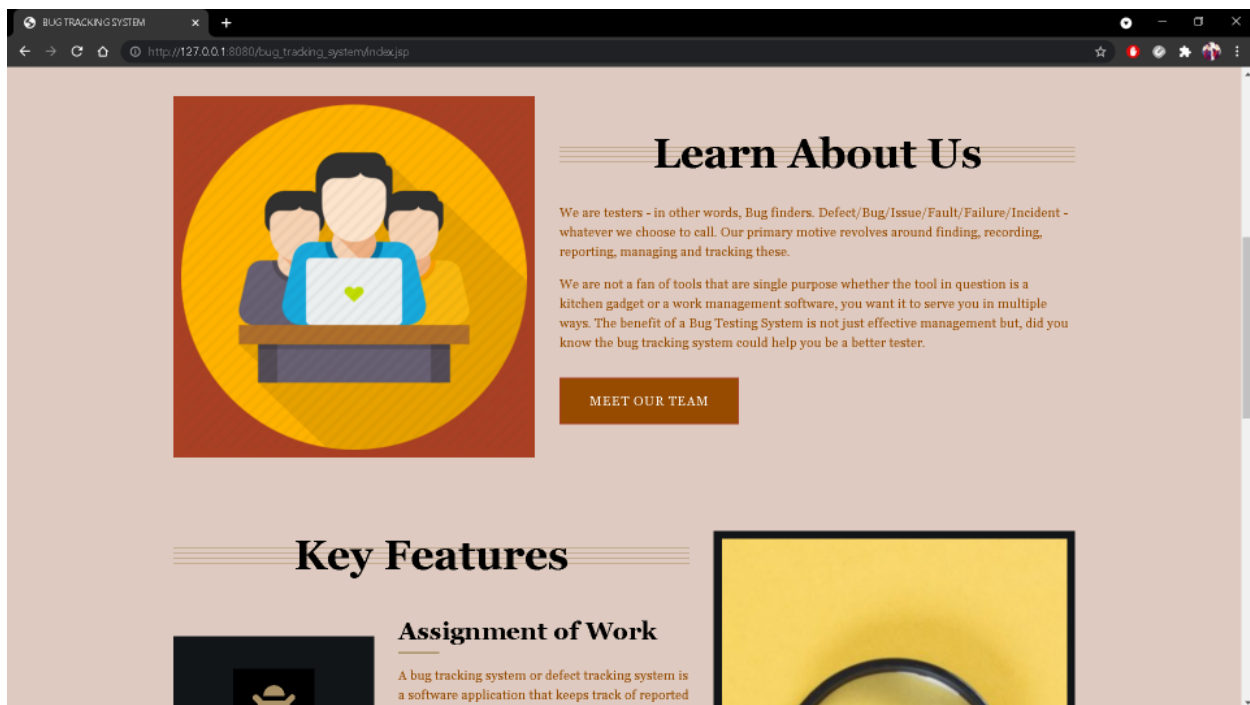 BUG TRACKING SYSTEM
http://127.0.0.1:8080/bug_tracking_system/index.jsp
Learn About Us
We are testers - in other words, Bug finders. Defect/Bug/Issue/Fault/Failure/Incident -
whatever we choose to call. Our primary motive revolves around finding, recording,
reporting, managing and tracking these.
We are not a fan of tools that are single purpose whether the tool in question is a
kitchen gadget or a work management software, you want it to serve you in multiple
ways. The benefit of a Bug Testing System is not just effective management but, did you
know the bug tracking system could help you be a better tester.
MEET OUR TEAM
Key Features
Assignment of Work
A bug tracking system or defect tracking system is
a software application that keeps track of reported